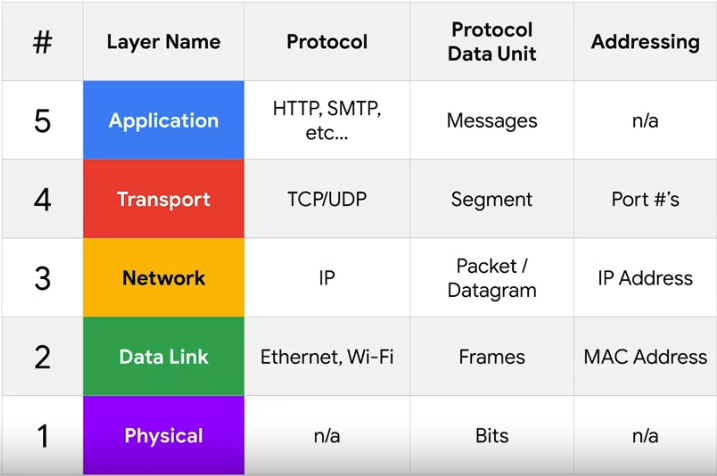 # Layer Name Protocol Protocol Data Unit Addressing
5 Application HTTP, SMTP, etc... Messages n/a
4 Transport TCP/UDP Segment Port #'s
3 Network IP Packet / Datagram IP Address
2 Data Link Ethernet, Wi-Fi Frames MAC Address
1 Physical n/a Bits n/a